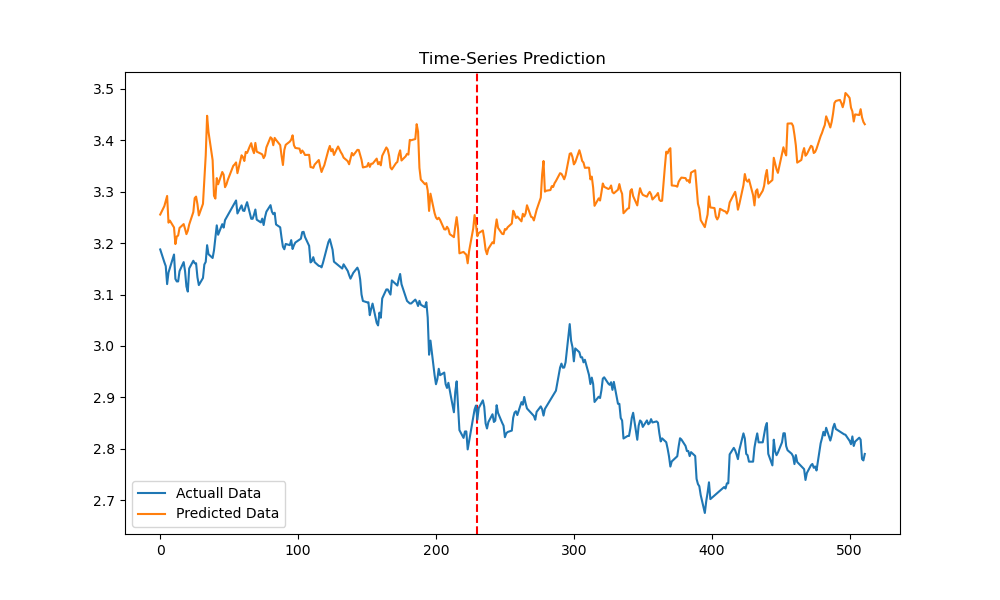 Time-Series Prediction
3.5
3.4
3.3
3.2
3.1
3.0
2.9
2.8
2.7
Actuall Data
Predicted Data
0 100 200 300 400 500